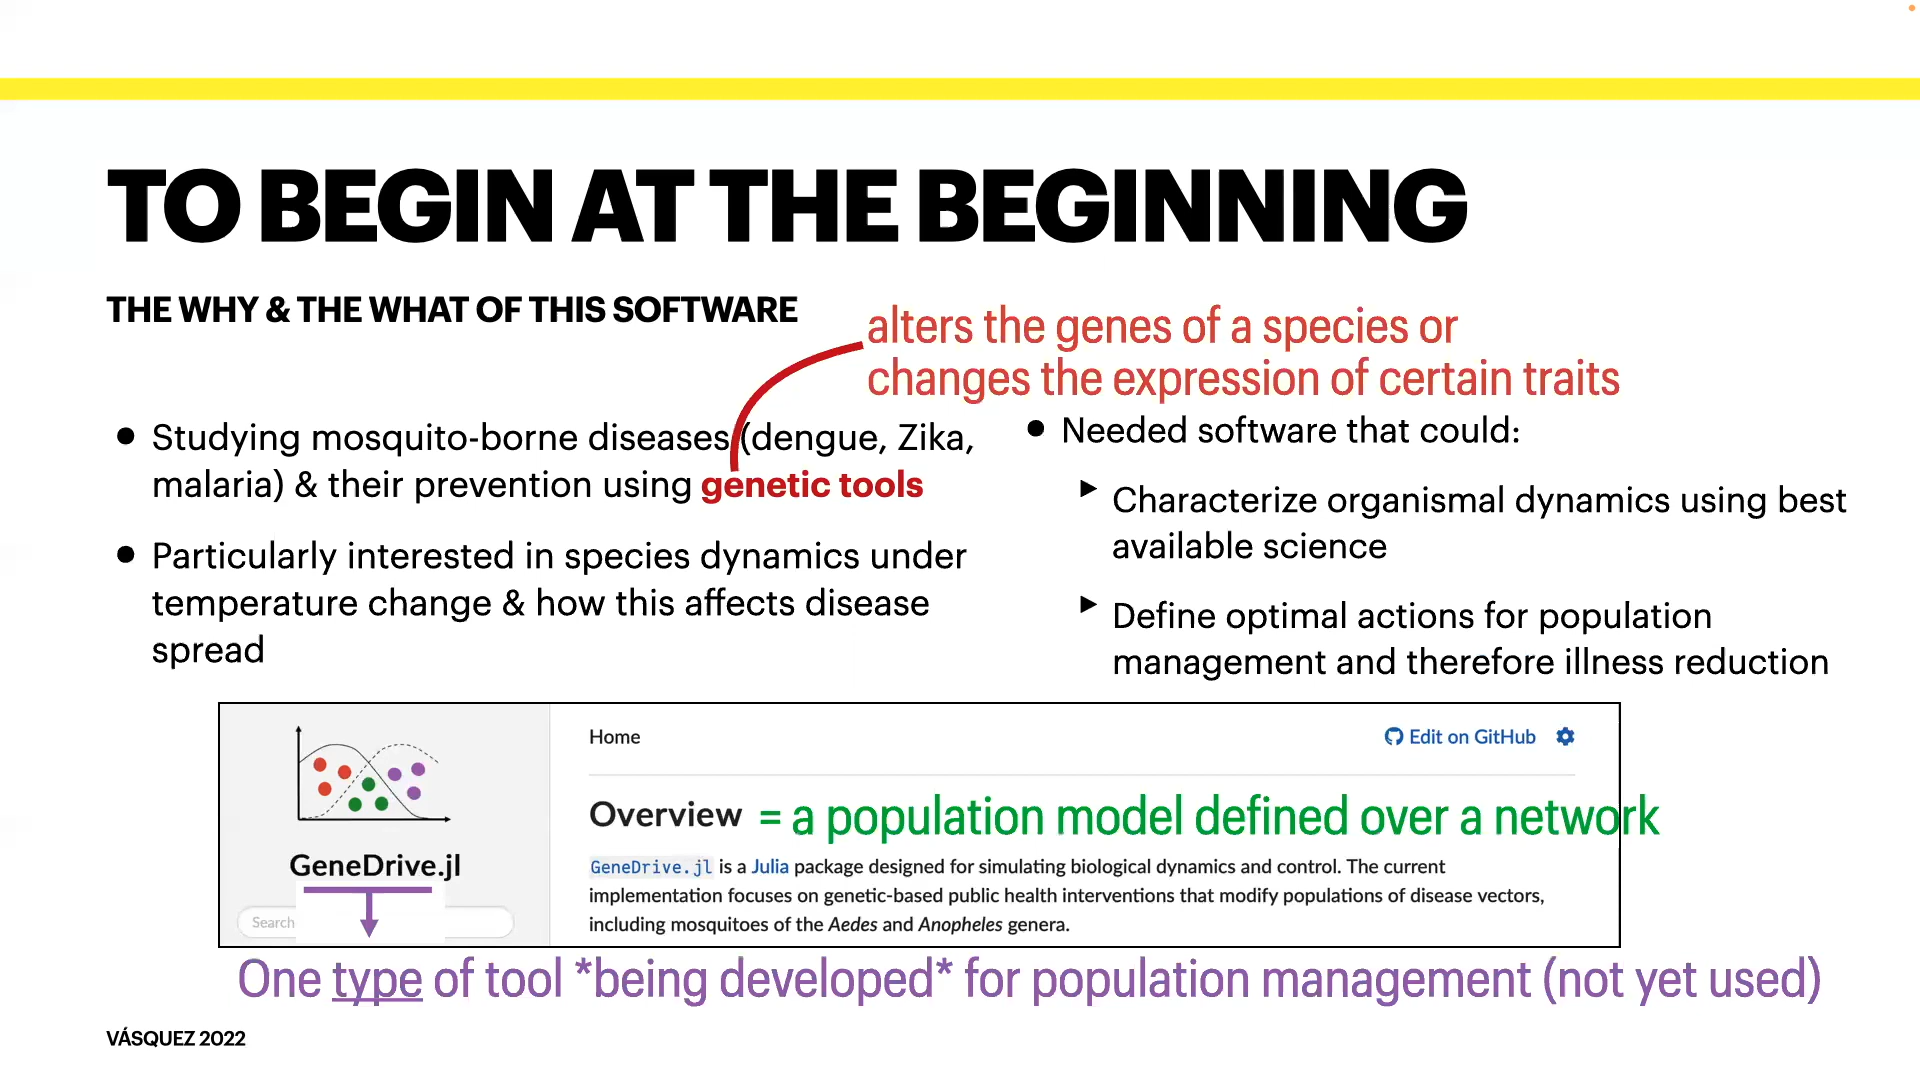 TO BEGIN AT THE BEGINNING
THE WHY & THE WHAT OF THIS SOFTWARE
alters the genes of a species or
changes the expression of certain traits
• Studying mosquito-borne diseases (dengue, Zika,
malaria) & their prevention using genetic tools
• Particularly interested in species dynamics under
temperature change & how this affects disease
spread
• Needed software that could:
▸ Characterize organismal dynamics using best
available science
▸ Define optimal actions for population
management and therefore illness reduction
GeneDrive.jl
Search
Home
Edit on GitHub
Overview = a population model defined over a network
GeneDrive.jl is a Julia package designed for simulating biological dynamics and control. The current
implementation focuses on genetic-based public health interventions that modify populations of disease vectors,
including mosquitoes of the Aedes and Anopheles genera.
One type of tool *being developed* for population management (not yet used)
VÁSQUEZ 2022